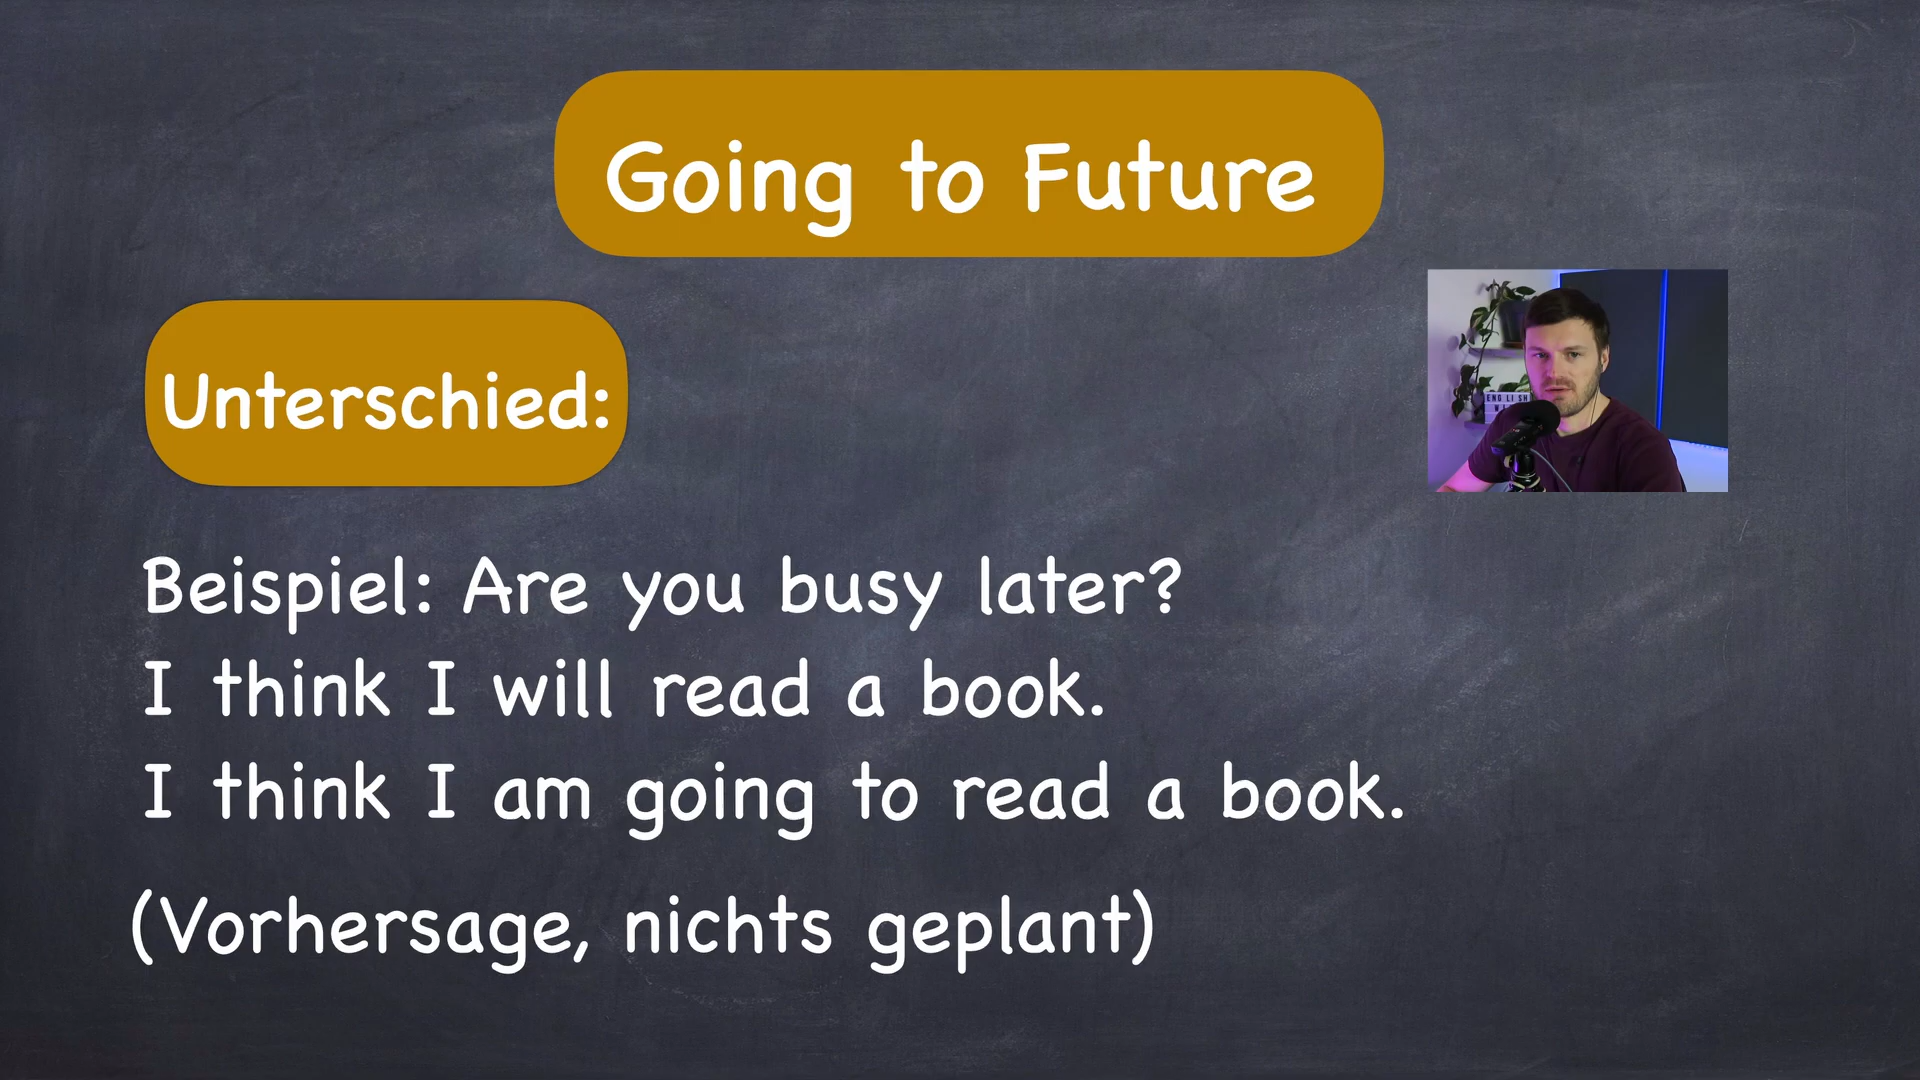 Going to Future
Unterschied:
ENGLISH
Beispiel: Are you busy later?
I think I will read a book.
I think I am going to read a book.
(Vorhersage, nichts geplant)